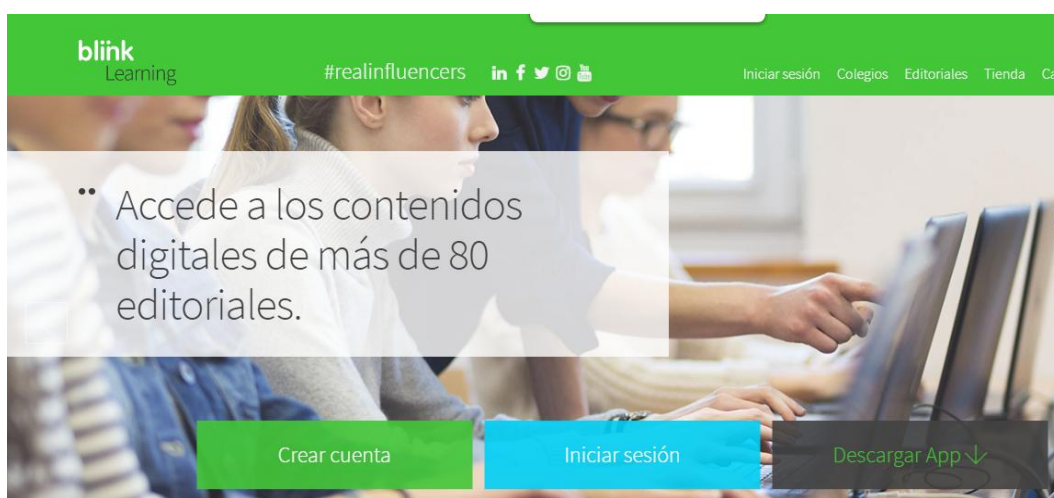 blink
Learning
#realinfluencers
Iniciar sesión Colegios Editoriales Tienda
Accede a los contenidos
digitales de más de 80
editoriales.
Crear cuenta
Iniciar sesión
Descargar App